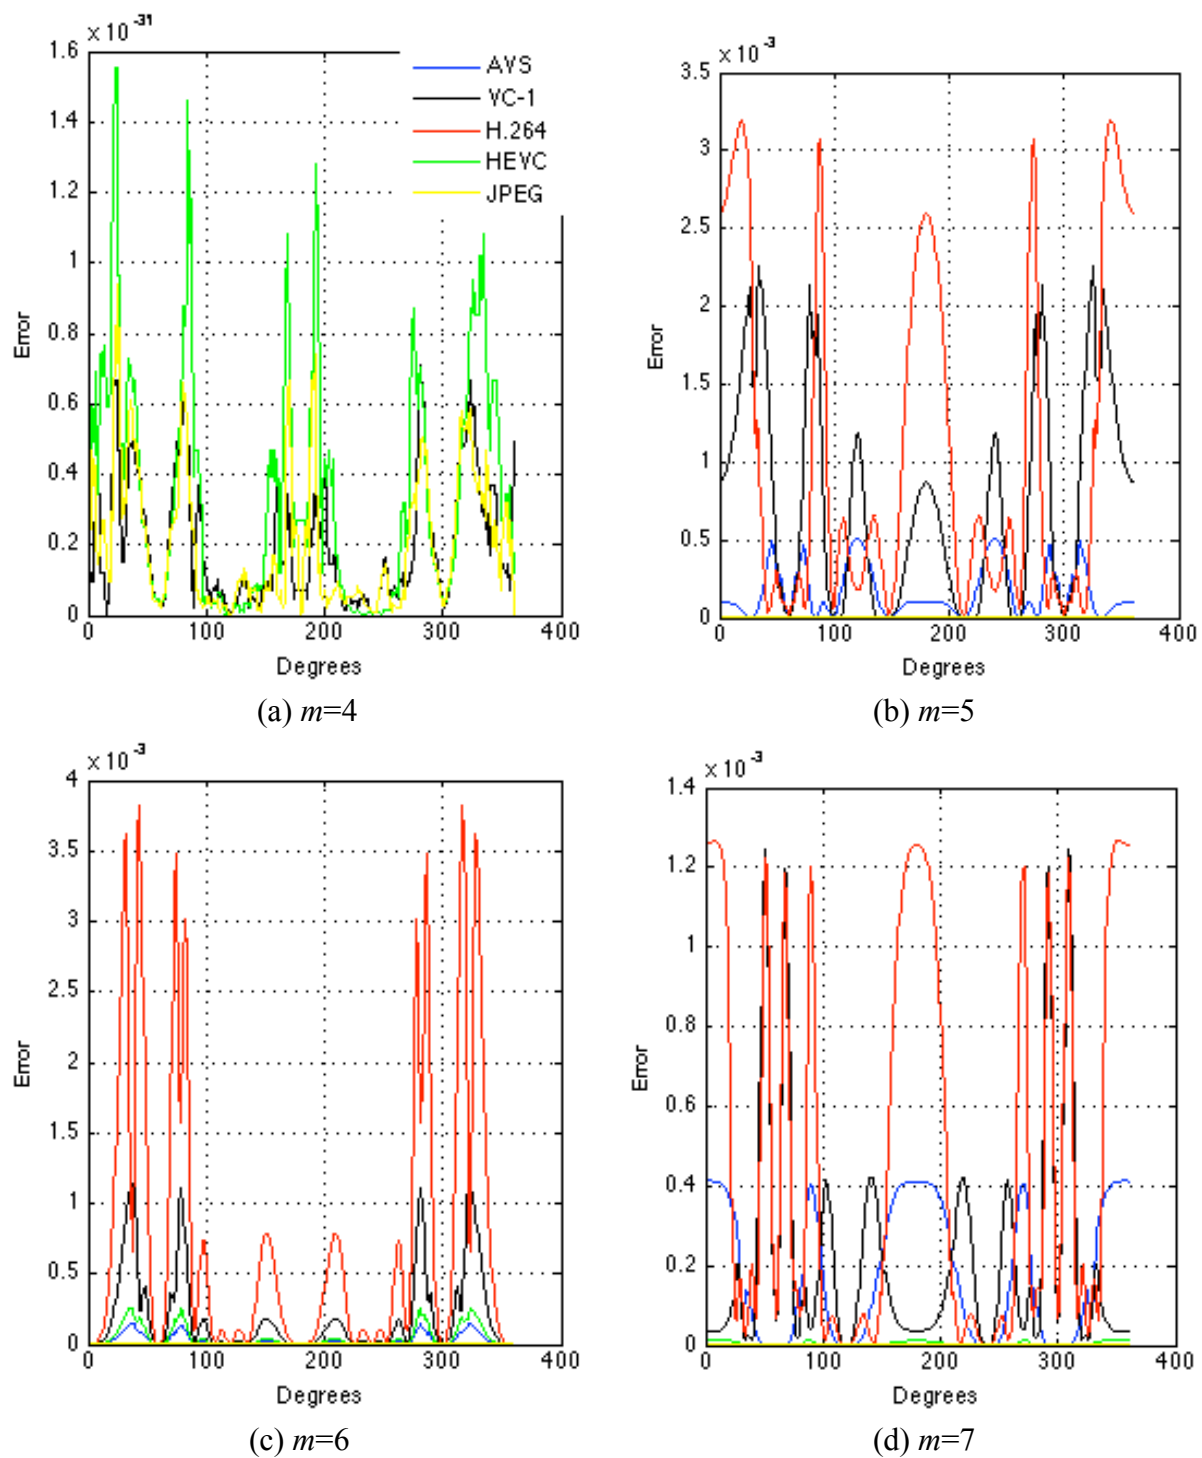 × 10 -31
1.6
1.4
1.2
1
0.8
0.6
0.4
0.2
0
Error
AVS
VC-1
H.264
HEVC
JPEG
0 100 200 300 400
Degrees
(a) m=4
× 10 -3
3.5
3
2.5
2
1.5
1
0.5
0
Error
0 100 200 300 400
Degrees
(b) m=5
× 10 -3
4
3.5
3
2.5
2
1.5
1
0.5
0
Error
0 100 200 300 400
Degrees
(c) m=6
× 10 -3
1.4
1.2
1
0.8
0.6
0.4
0.2
0
Error
0 100 200 300 400
Degrees
(d) m=7